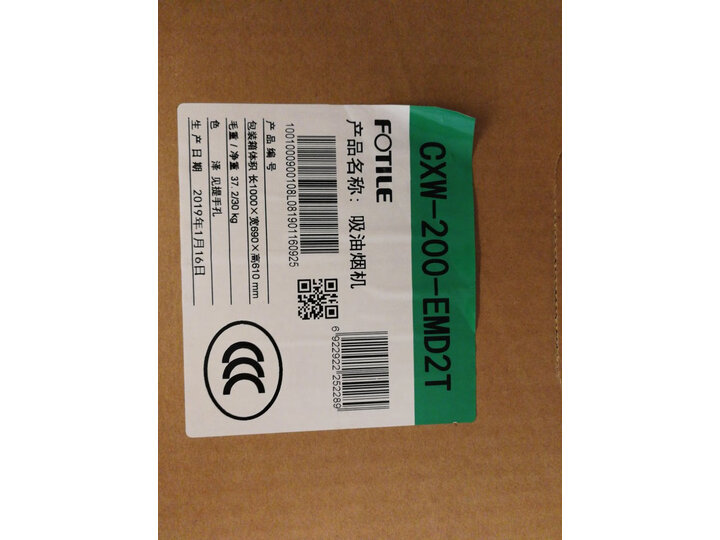 CXW-200-EMD2T
FOTILE
产品名称：吸油烟机
1001000900108L081901160925
产品编号
包装箱体积 长1000×宽690×高610 mm
毛重/净重 37.2/30 kg
色 泽 见提手孔
生产日期 2019年1月16日
CCC
6 922922 252289